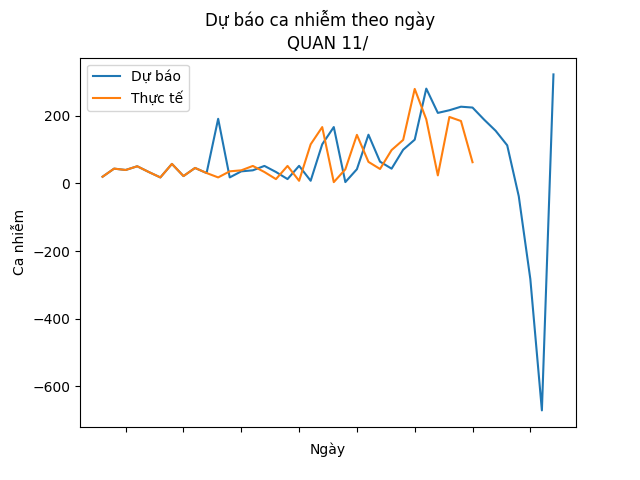 Dự báo ca nhiễm theo ngày
QUAN 11/
Dự báo
Thực tế
200
0
−200
−400
−600
Ca nhiễm
Ngày